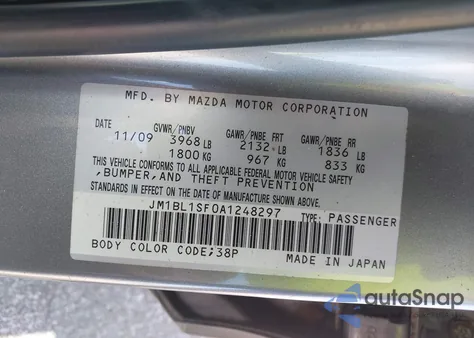 MFD. BY MAZDA MOTOR CORPORATION
DATE GVWR/PNBV GAWR/PNBE FRT GAWR/PNBE RR
11/09 3968 LB 2132 LB 1836 LB
1800 KG 967 KG 833 KG
THIS VEHICLE CONFORMS TO ALL APPLICABLE FEDERAL MOTOR VEHICLE SAFETY
,BUMPER, AND THEFT PREVENTION
STANDARDS IN EFFECT ON THE DATE OF MANUFACTURE SHOWN ABOVE.
JM1BL1SF0A1248297 TYPE: PASSENGER
BODY COLOR CODE;38P MADE IN JAPAN
autoSnap